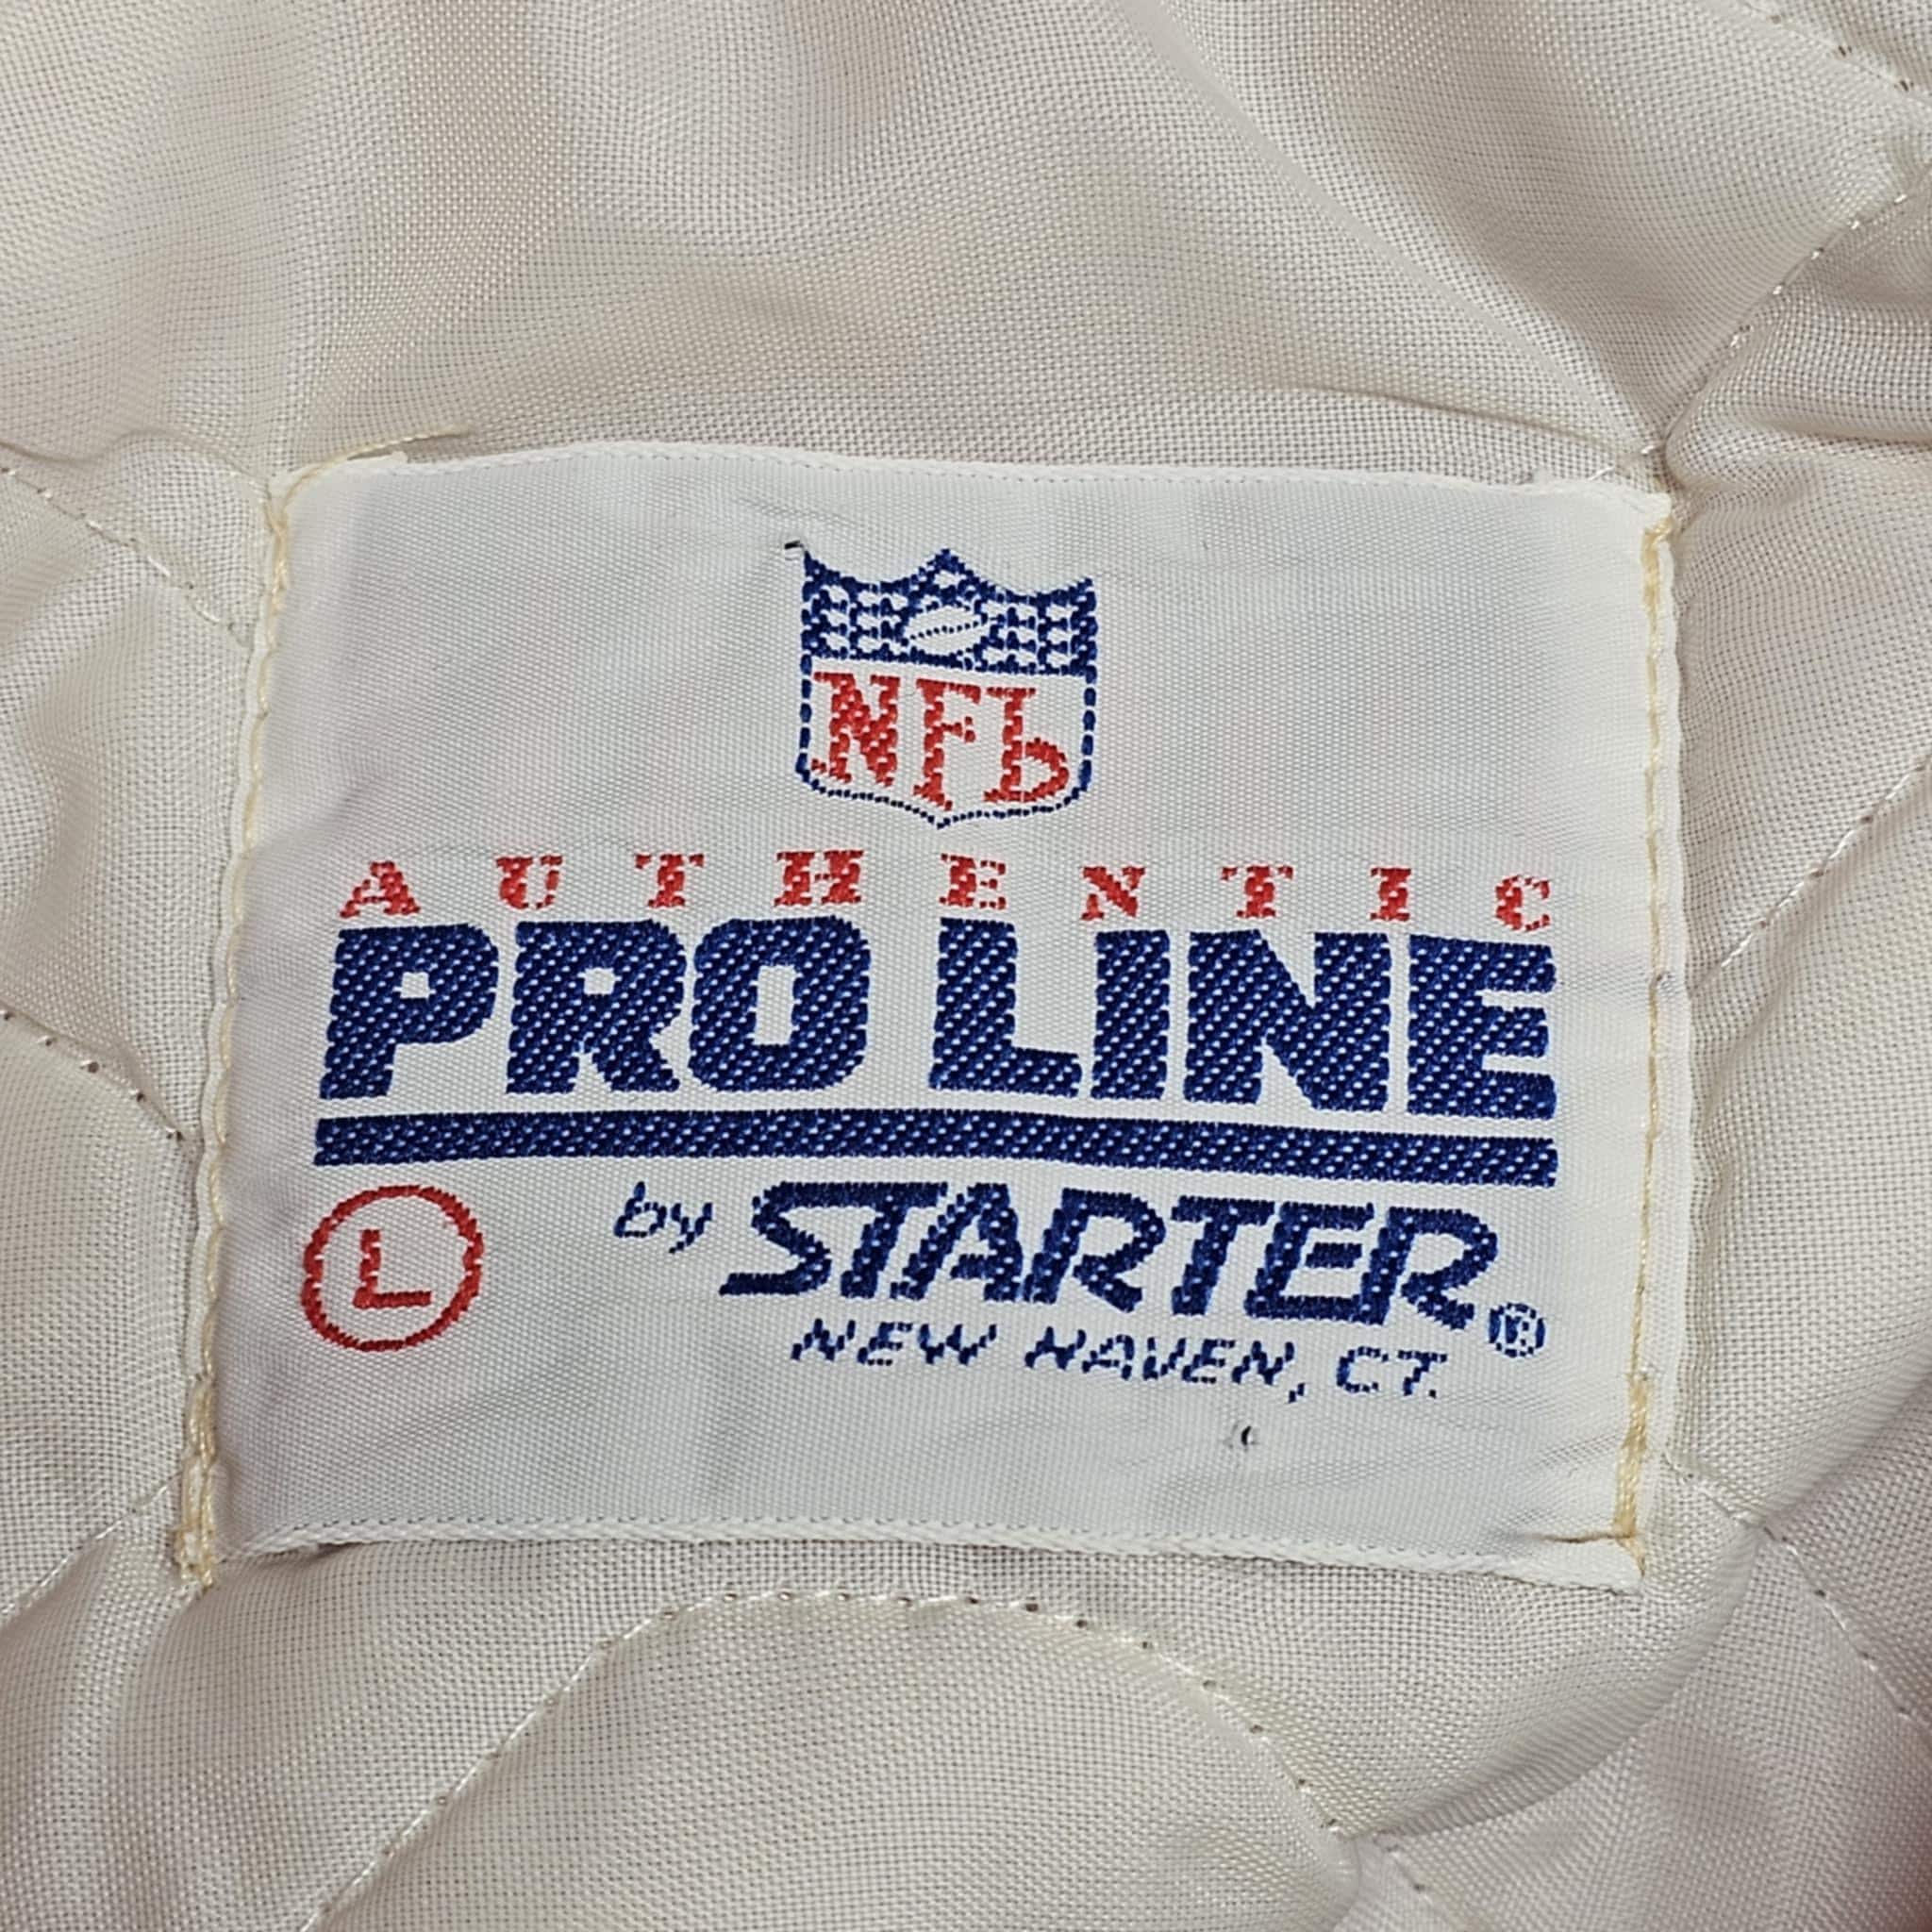 NFL
AUTHENTIC
PRO LINE
L
by STARTER®
NEW HAVEN, CT.